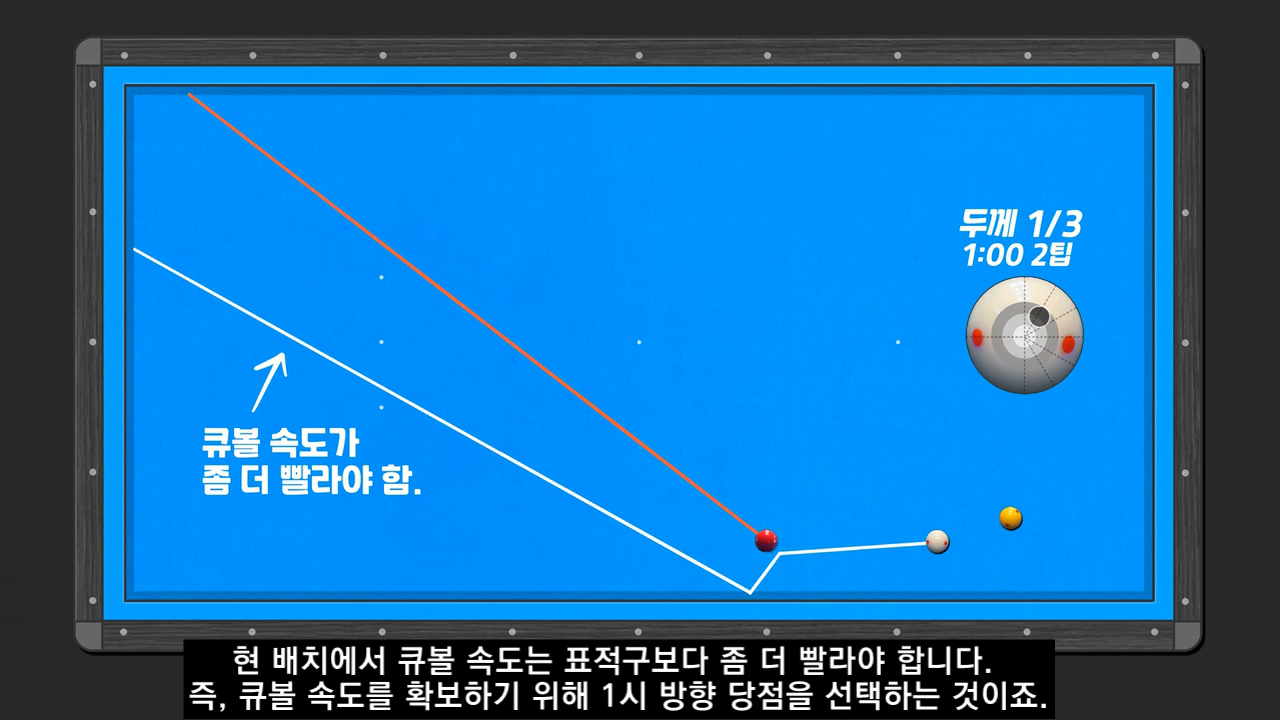 두께 1/3
1:00 2팁
큐볼 속도가
좀 더 빨라야 함.
현 배치에서 큐볼 속도는 표적구보다 좀 더 빨라야 합니다.
즉, 큐볼 속도를 확보하기 위해 1시 방향 당점을 선택하는 것이죠.